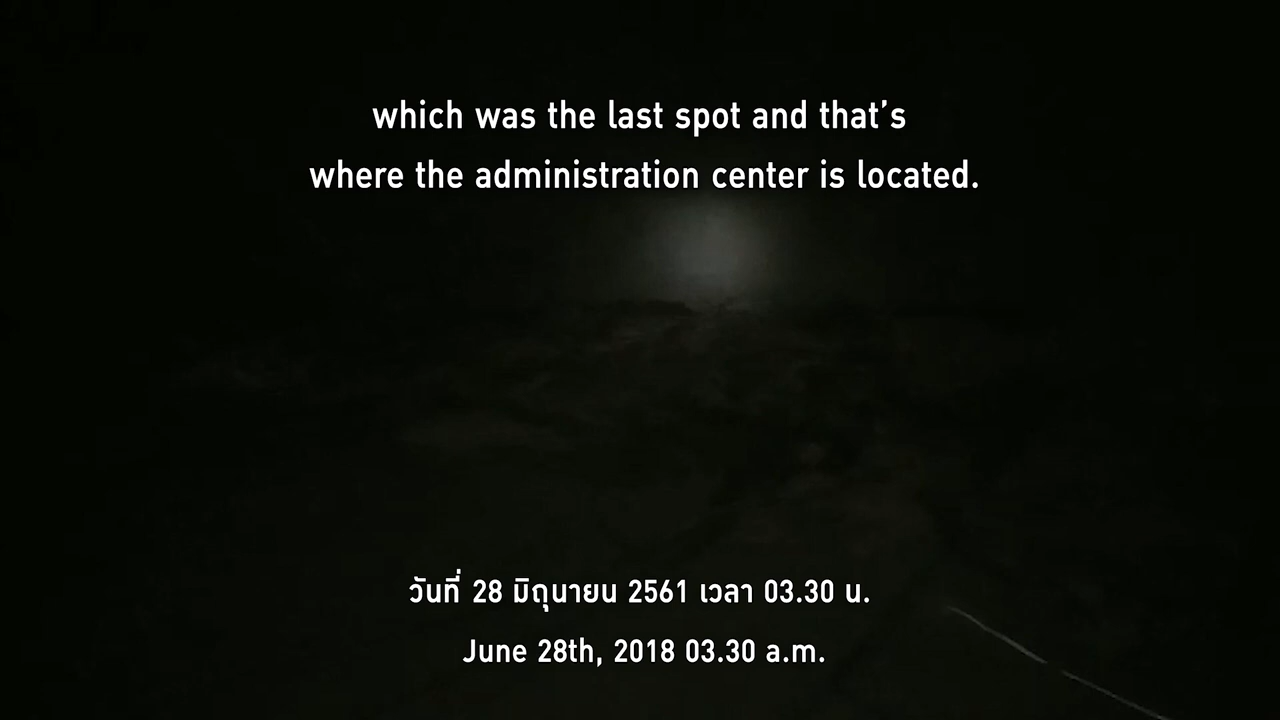 which was the last spot and that’s
where the administration center is located.
วันที่ 28 มิถุนายน 2561 เวลา 03.30 น.
June 28th, 2018 03.30 a.m.